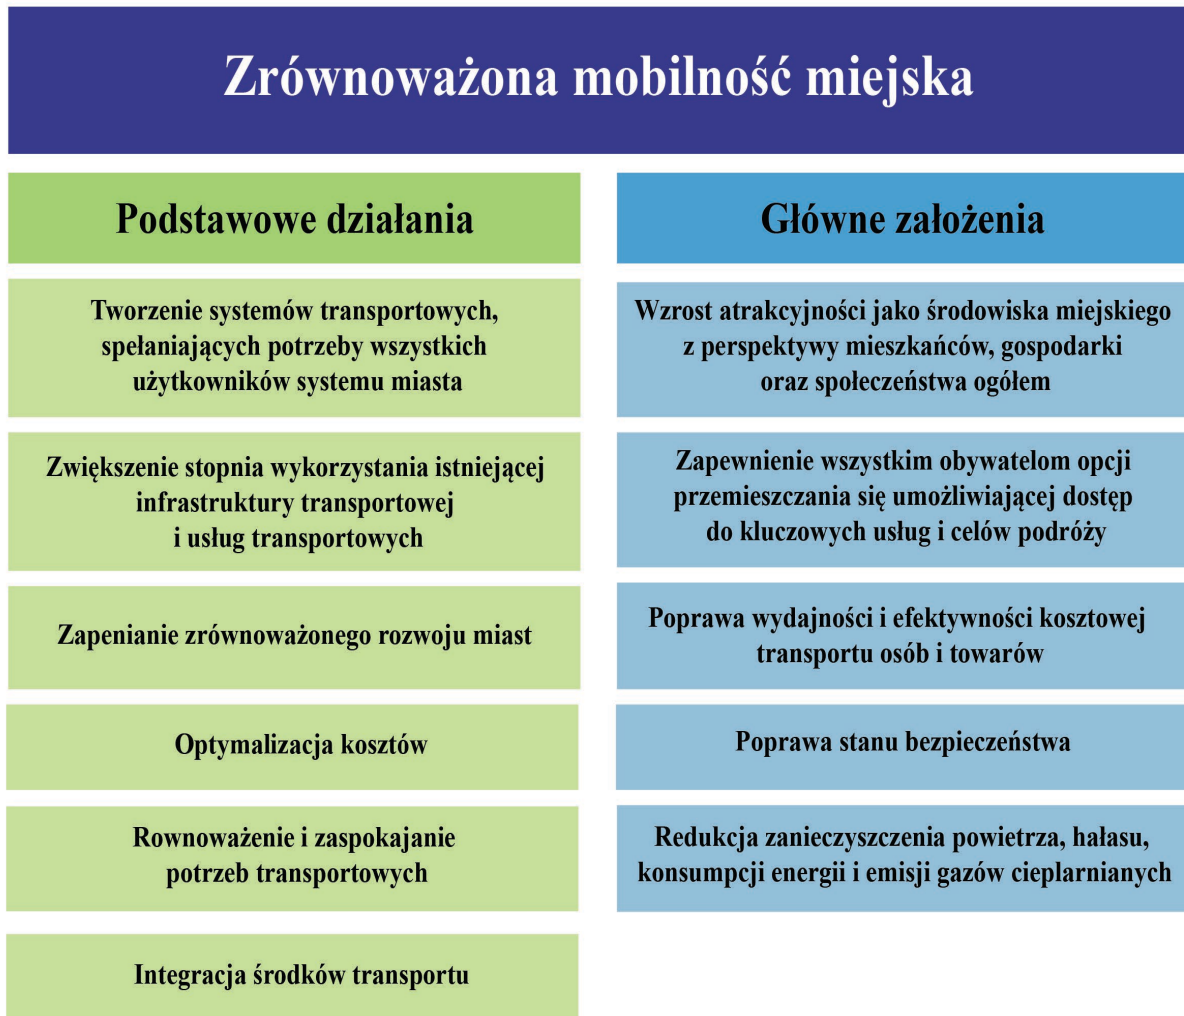 Zrównoważona mobilność miejska
Podstawowe działania
Tworzenie systemów transportowych,
spełaniających potrzeby wszystkich
użytkowników systemu miasta
Zwiększenie stopnia wykorzystania istniejącej
infrastruktury transportowej
i usług transportowych
Zapenianie zrównoważonego rozwoju miast
Optymalizacja kosztów
Rownoważenie i zaspokajanie
potrzeb transportowych
Integracja środków transportu
Główne założenia
Wzrost atrakcyjności jako środowiska miejskiego
z perspektywy mieszkańców, gospodarki
oraz społeczeństwa ogółem
Zapewnienie wszystkim obywatelom opcji
przemieszczania się umożliwiającej dostęp
do kluczowych usług i celów podróży
Poprawa wydajności i efektywności kosztowej
transportu osób i towarów
Poprawa stanu bezpieczeństwa
Redukcja zanieczyszczenia powietrza, hałasu,
konsumpcji energii i emisji gazów cieplarnianych